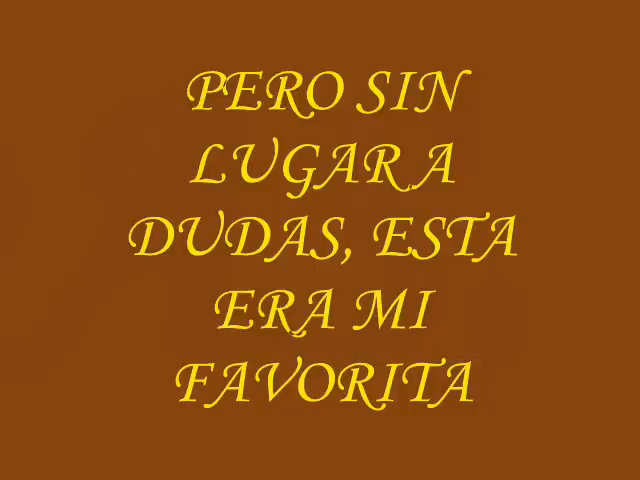 PERO SIN
LUGAR A
DUDAS, ESTA
ERA MI
FAVORITA